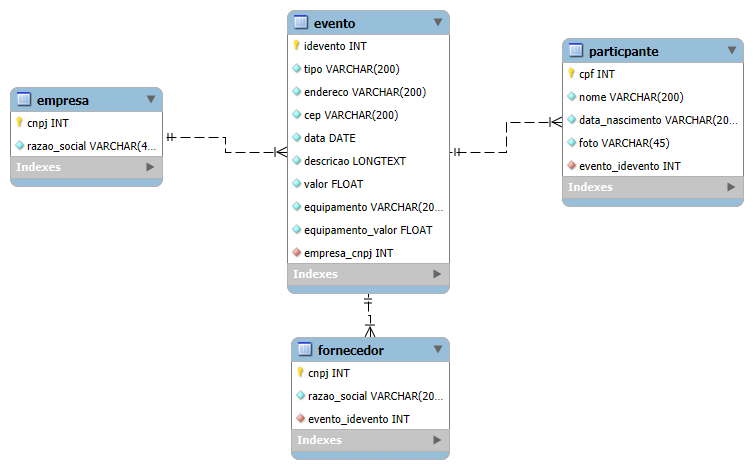 empresa
cnpj INT
razao_social VARCHAR(4...
Indexes
evento
idevento INT
tipo VARCHAR(200)
endereco VARCHAR(200)
cep VARCHAR(200)
data DATE
descricao LONGTEXT
valor FLOAT
equipamento VARCHAR(20...
equipamento_valor FLOAT
empresa_cnpj INT
Indexes
particpante
cpf INT
nome VARCHAR(200)
data_nascimento VARCHAR(20...
foto VARCHAR(45)
evento_idevento INT
Indexes
fornecedor
cnpj INT
razao_social VARCHAR(20...
evento_idevento INT
Indexes